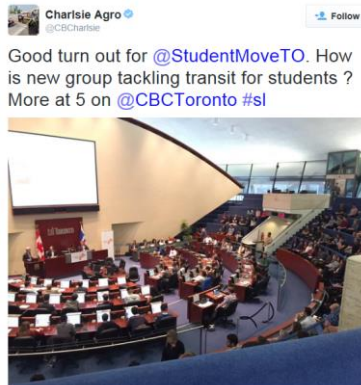 Charlsie Agro
@CBCCharlsie
Follow
Good turn out for @StudentMoveTO. How
is new group tackling transit for students ?
More at 5 on @CBCToronto #sl